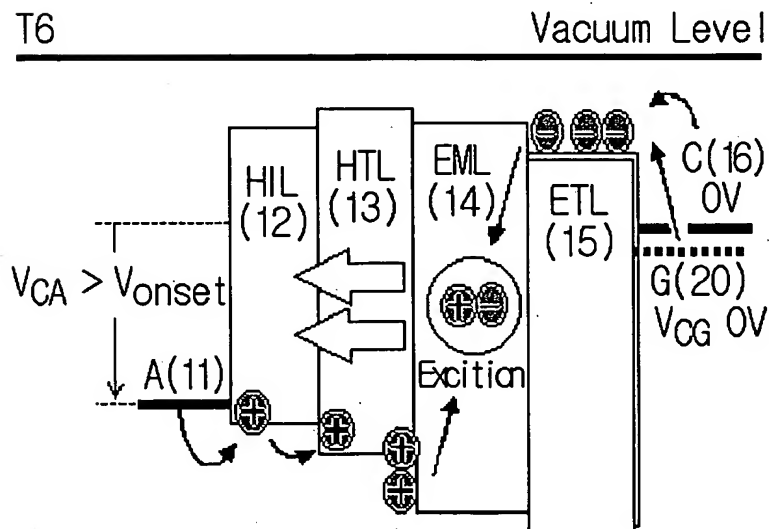 T6
Vacuum Level
HIL
(12)
HTL
(13)
EML
(14)
ETL
(15)
C(16)
0V
G(20)
VCG 0V
VCA > Vonset
A(11)
Excition